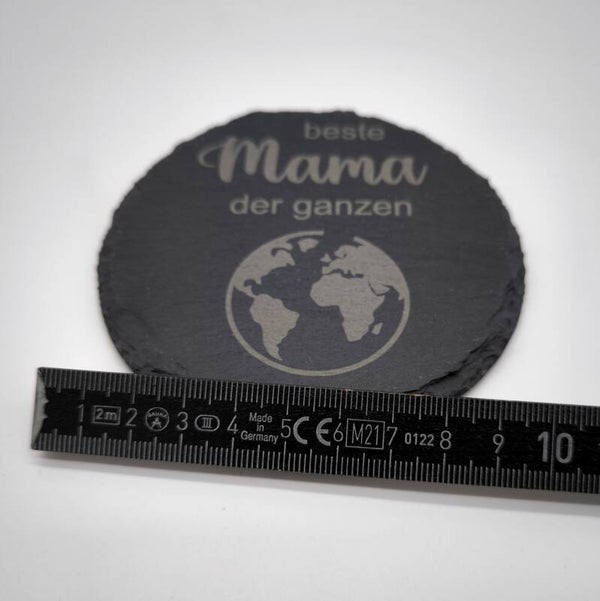 beste
Mama
der ganzen
1 2m 2 3 III 4 Made in Germany 5 CE 6 M21 7 0122 8 9 10